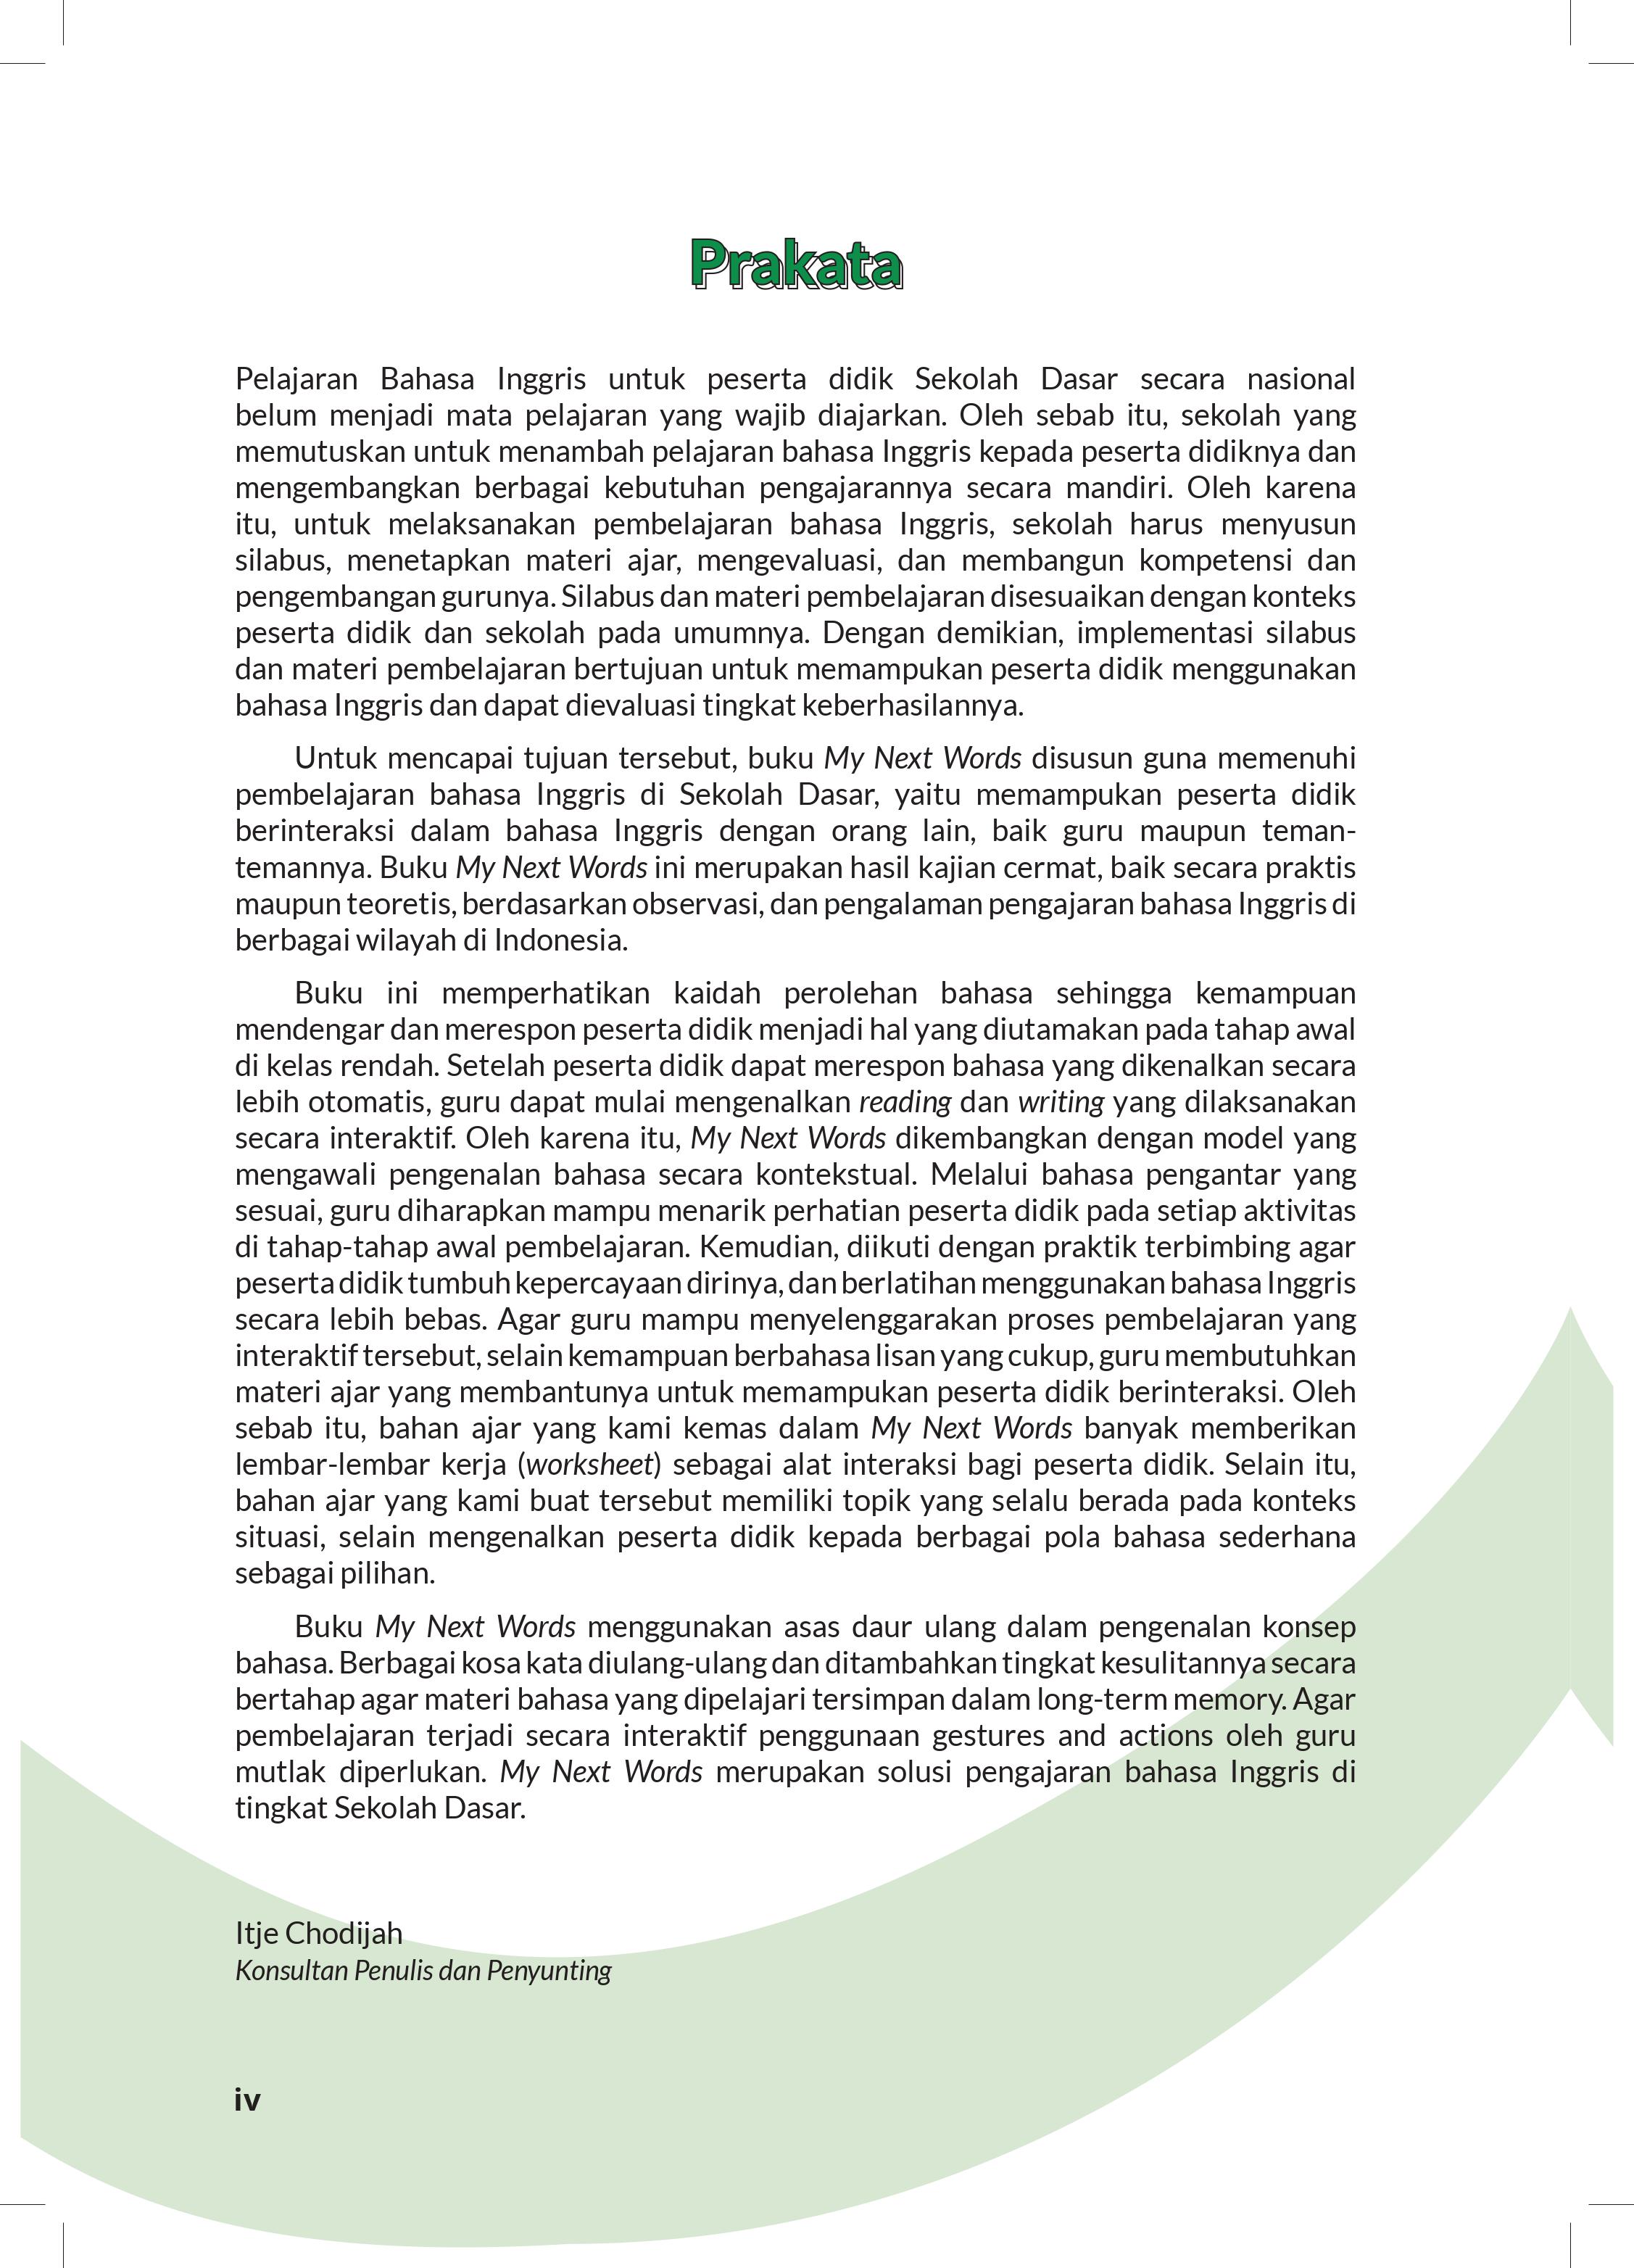 Prakata
Pelajaran Bahasa Inggris untuk peserta didik Sekolah Dasar secara nasional
belum menjadi mata pelajaran yang wajib diajarkan. Oleh sebab itu, sekolah yang
memutuskan untuk menambah pelajaran bahasa Inggris kepada peserta didiknya dan
mengembangkan berbagai kebutuhan pengajarannya secara mandiri. Oleh karena
itu, untuk melaksanakan pembelajaran bahasa Inggris, sekolah harus menyusun
silabus, menetapkan materi ajar, mengevaluasi, dan membangun kompetensi dan
pengembangan gurunya. Silabus dan materi pembelajaran disesuaikan dengan konteks
peserta didik dan sekolah pada umumnya. Dengan demikian, implementasi silabus
dan materi pembelajaran bertujuan untuk memampukan peserta didik menggunakan
bahasa Inggris dan dapat dievaluasi tingkat keberhasilannya.
Untuk mencapai tujuan tersebut, buku My Next Words disusun guna memenuhi
pembelajaran bahasa Inggris di Sekolah Dasar, yaitu memampukan peserta didik
berinteraksi dalam bahasa Inggris dengan orang lain, baik guru maupun teman-
temannya. Buku My Next Words ini merupakan hasil kajian cermat, baik secara praktis
maupun teoretis, berdasarkan observasi, dan pengalaman pengajaran bahasa Inggris di
berbagai wilayah di Indonesia.
Buku ini memperhatikan kaidah perolehan bahasa sehingga kemampuan
mendengar dan merespon peserta didik menjadi hal yang diutamakan pada tahap awal
di kelas rendah. Setelah peserta didik dapat merespon bahasa yang dikenalkan secara
lebih otomatis, guru dapat mulai mengenalkan reading dan writing yang dilaksanakan
secara interaktif. Oleh karena itu, My Next Words dikembangkan dengan model yang
mengawali pengenalan bahasa secara kontekstual. Melalui bahasa pengantar yang
sesuai, guru diharapkan mampu menarik perhatian peserta didik pada setiap aktivitas
di tahap-tahap awal pembelajaran. Kemudian, diikuti dengan praktik terbimbing agar
peserta didik tumbuh kepercayaan dirinya, dan berlatihan menggunakan bahasa Inggris
secara lebih bebas. Agar guru mampu menyelenggarakan proses pembelajaran yang
interaktif tersebut, selain kemampuan berbahasa lisan yang cukup, guru membutuhkan
materi ajar yang membantunya untuk memampukan peserta didik berinteraksi. Oleh
sebab itu, bahan ajar yang kami kemas dalam My Next Words banyak memberikan
lembar-lembar kerja (worksheet) sebagai alat interaksi bagi peserta didik. Selain itu,
bahan ajar yang kami buat tersebut memiliki topik yang selalu berada pada konteks
situasi, selain mengenalkan peserta didik kepada berbagai pola bahasa sederhana
sebagai pilihan.
Buku My Next Words menggunakan asas daur ulang dalam pengenalan konsep
bahasa. Berbagai kosa kata diulang-ulang dan ditambahkan tingkat kesulitannya secara
bertahap agar materi bahasa yang dipelajari tersimpan dalam long-term memory. Agar
pembelajaran terjadi secara interaktif penggunaan gestures and actions oleh guru
mutlak diperlukan. My Next Words merupakan solusi pengajaran bahasa Inggris di
tingkat Sekolah Dasar.
Itje Chodijah
Konsultan Penulis dan Penyunting
iv